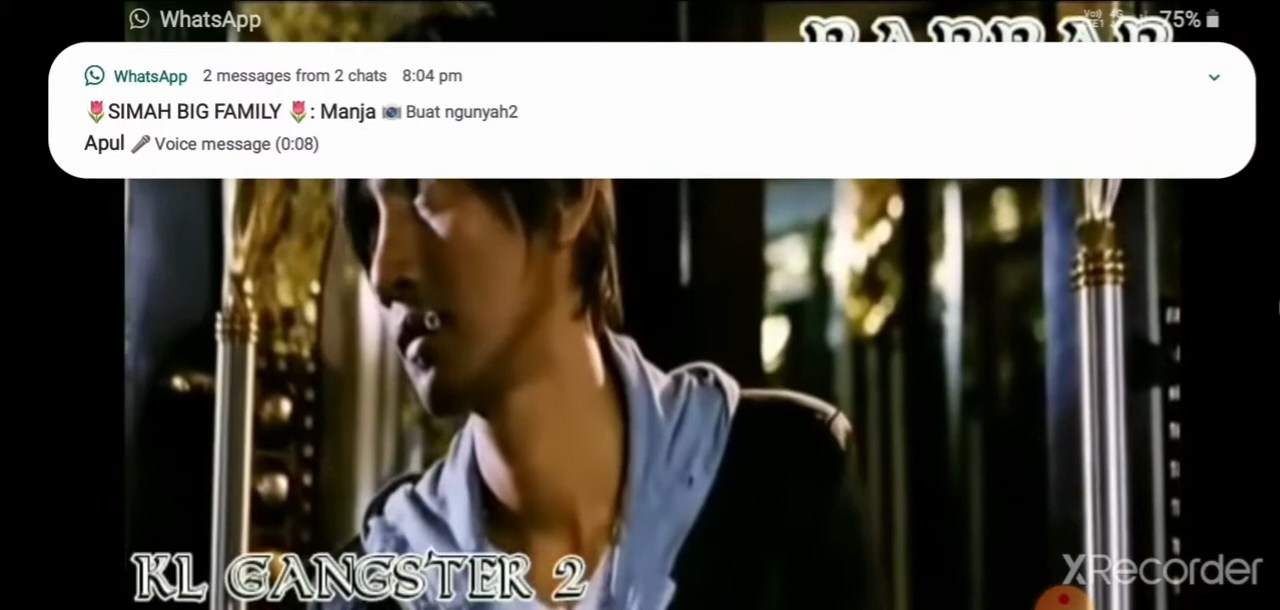 WhatsApp
75%
WhatsApp 2 messages from 2 chats 8:04 pm
🌷SIMAH BIG FAMILY 🌷: Manja 📷 Buat ngunyah2
Apul 🎤 Voice message (0:08)
KL GANGSTER 2
XRecorder